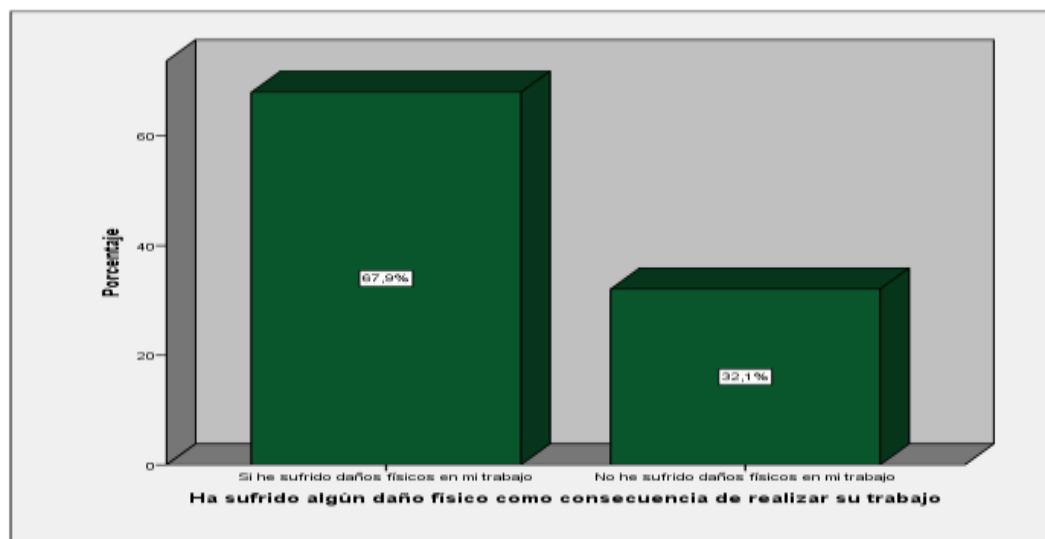 60
40
20
0
Porcentaje
67,9%
32,1%
Si he sufrido daños físicos en mi trabajo
No he sufrido daños físicos en mi trabajo
Ha sufrido algún daño físico como consecuencia de realizar su trabajo